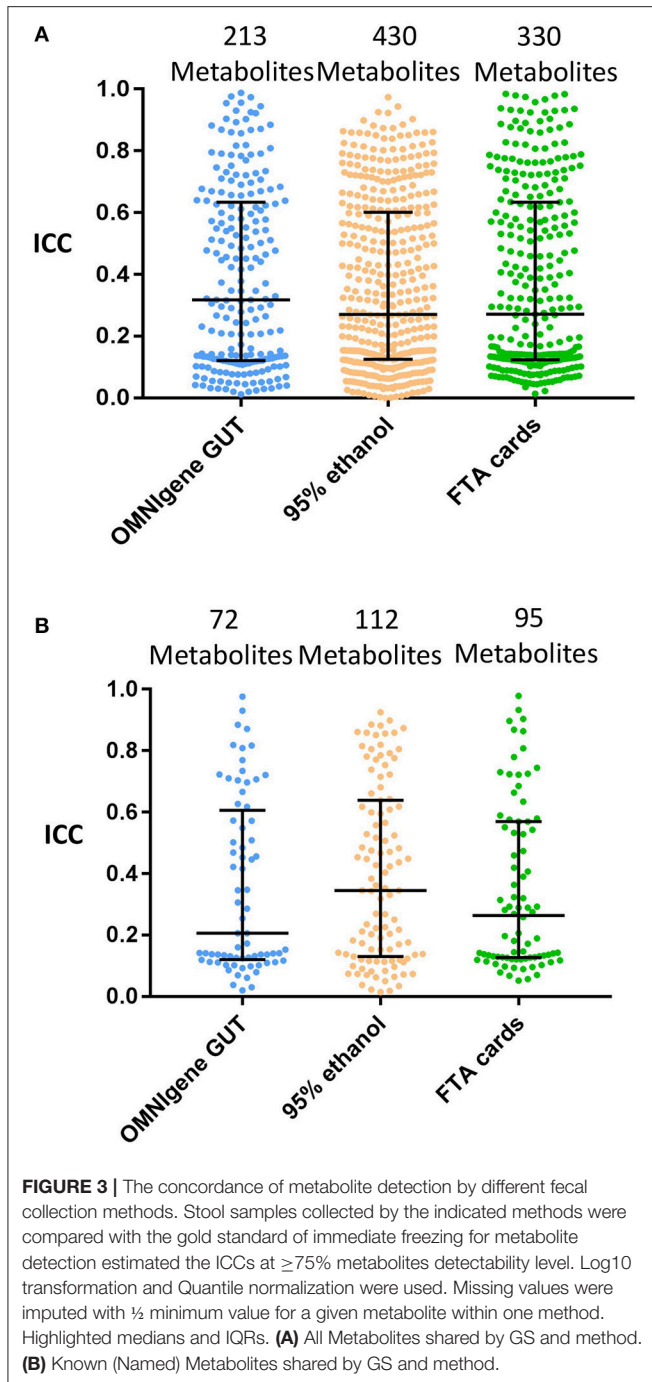 A
213 430 330
Metabolites Metabolites Metabolites
1.0
0.8
0.6
ICC
0.4
0.2
0.0
OMNIgene GUT
95% ethanol
FTA cards
B
72 112 95
Metabolites Metabolites Metabolites
1.0
0.8
0.6
ICC
0.4
0.2
0.0
OMNIgene GUT
95% ethanol
FTA cards
FIGURE 3 | The concordance of metabolite detection by different fecal
collection methods. Stool samples collected by the indicated methods were
compared with the gold standard of immediate freezing for metabolite
detection estimated the ICCs at ≥75% metabolites detectability level. Log10
transformation and Quantile normalization were used. Missing values were
imputed with ½ minimum value for a given metabolite within one method.
Highlighted medians and IQRs. (A) All Metabolites shared by GS and method.
(B) Known (Named) Metabolites shared by GS and method.